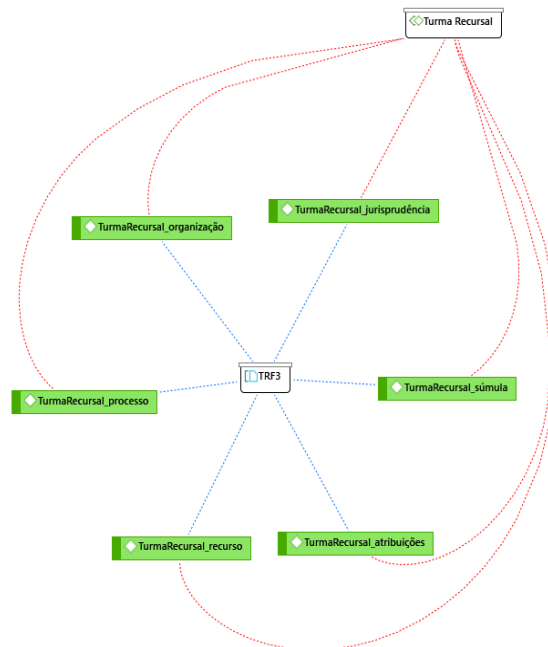 Turma Recursal
TurmaRecursal_jurisprudência
TurmaRecursal_organização
TRF3
TurmaRecursal_súmula
TurmaRecursal_processo
TurmaRecursal_atribuições
TurmaRecursal_recurso